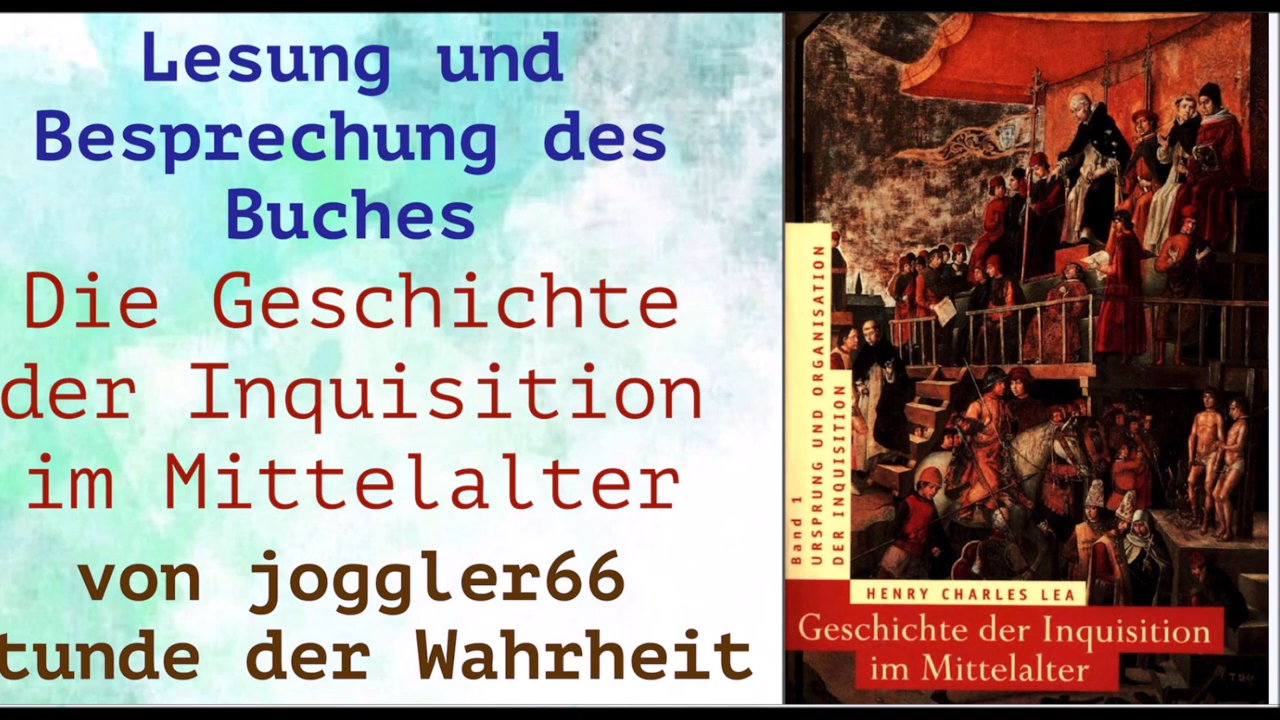 Lesung und
Besprechung des
Buches
Die Geschichte
der Inquisition
im Mittelalter
von joggler66
tunde der Wahrheit
Band 1
URSPRUNG UND ORGANISATION
DER INQUISITION
HENRY CHARLES LEA
Geschichte der Inquisition
im Mittelalter